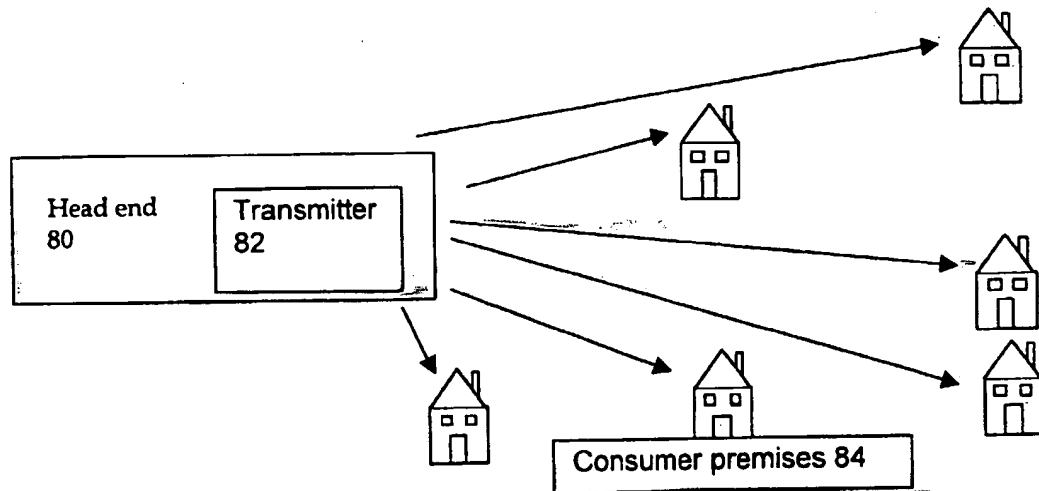 Head end
80
Transmitter
82
Consumer premises 84